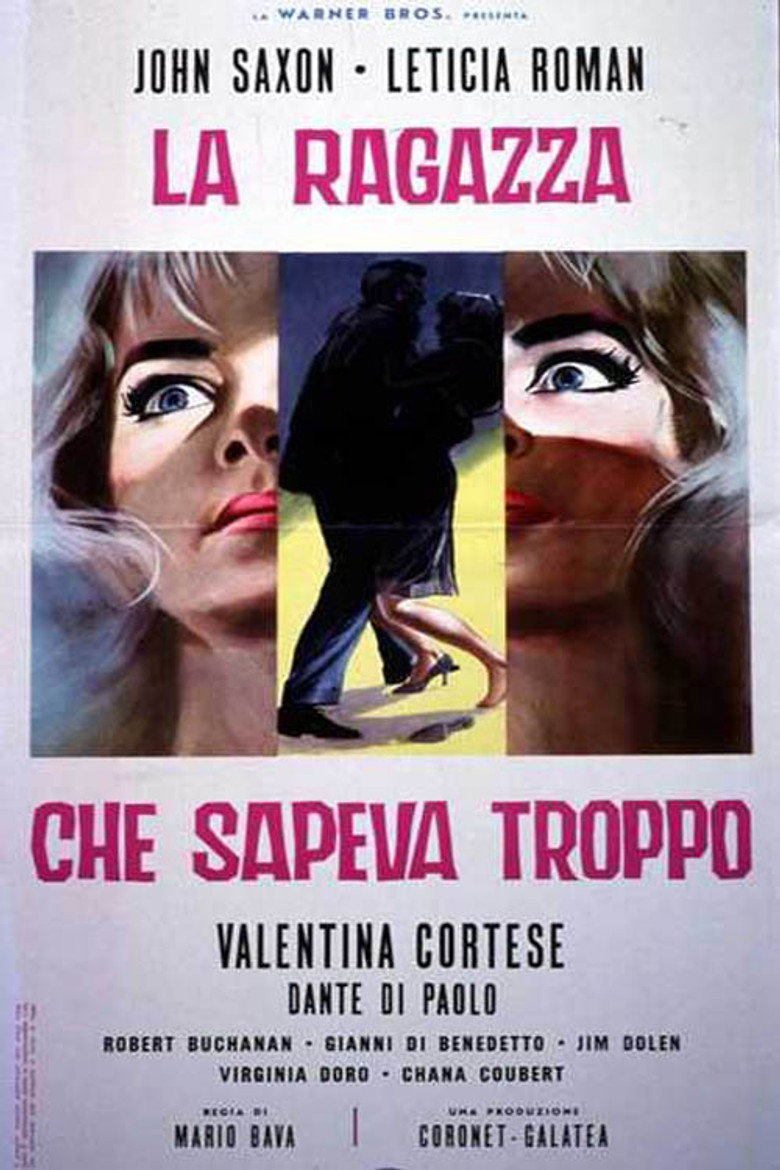 LA WARNER BROS. PRESENTA
JOHN SAXON • LETICIA ROMAN
LA RAGAZZA
CHE SAPEVA TROPPO
VALENTINA CORTESE
DANTE DI PAOLO
ROBERT BUCHANAN • GIANNI DI BENEDETTO • JIM DOLEN
VIRGINIA DORO • CHANA COUBERT
REGIA DI
MARIO BAVA
UNA PRODUZIONE
CORONET-GALATEA